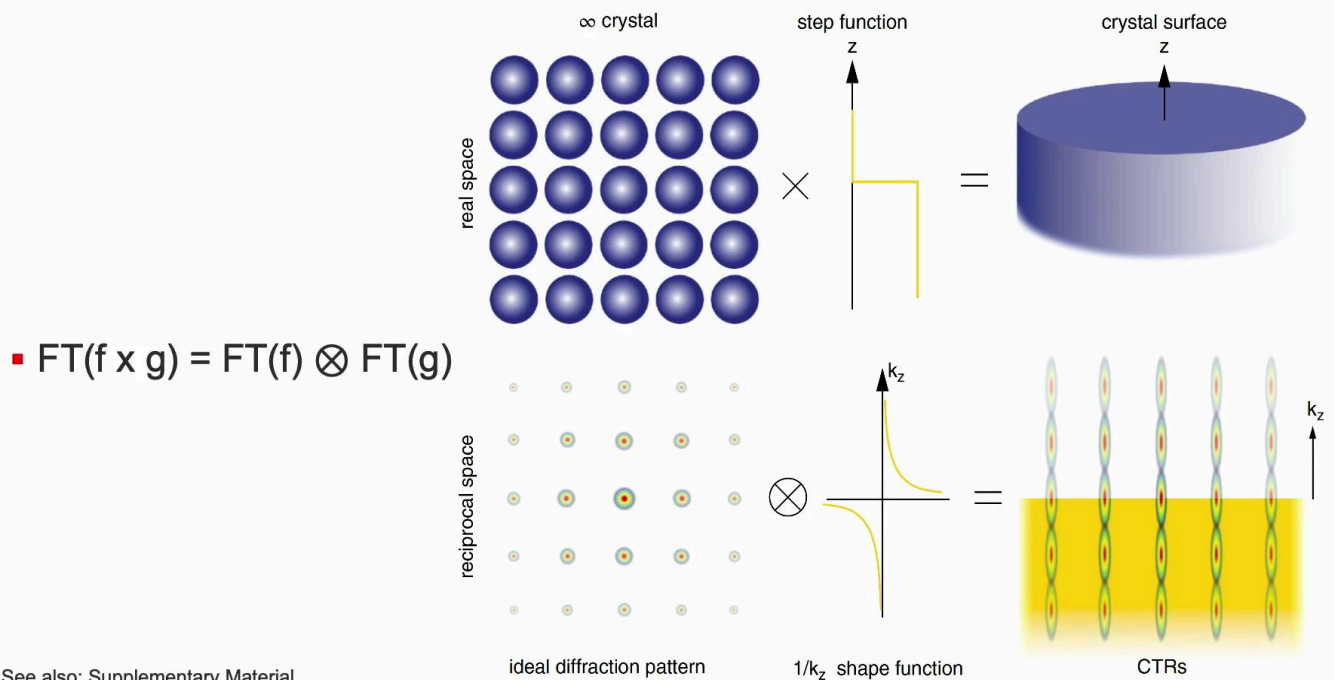 ∞ crystal
step function
crystal surface
z
z
real space
×
=
▪ FT(f x g) = FT(f) ⊗ FT(g)
k_z
k_z
reciprocal space
⊗
=
ideal diffraction pattern
1/k_z shape function
CTRs
See also: Supplementary Material